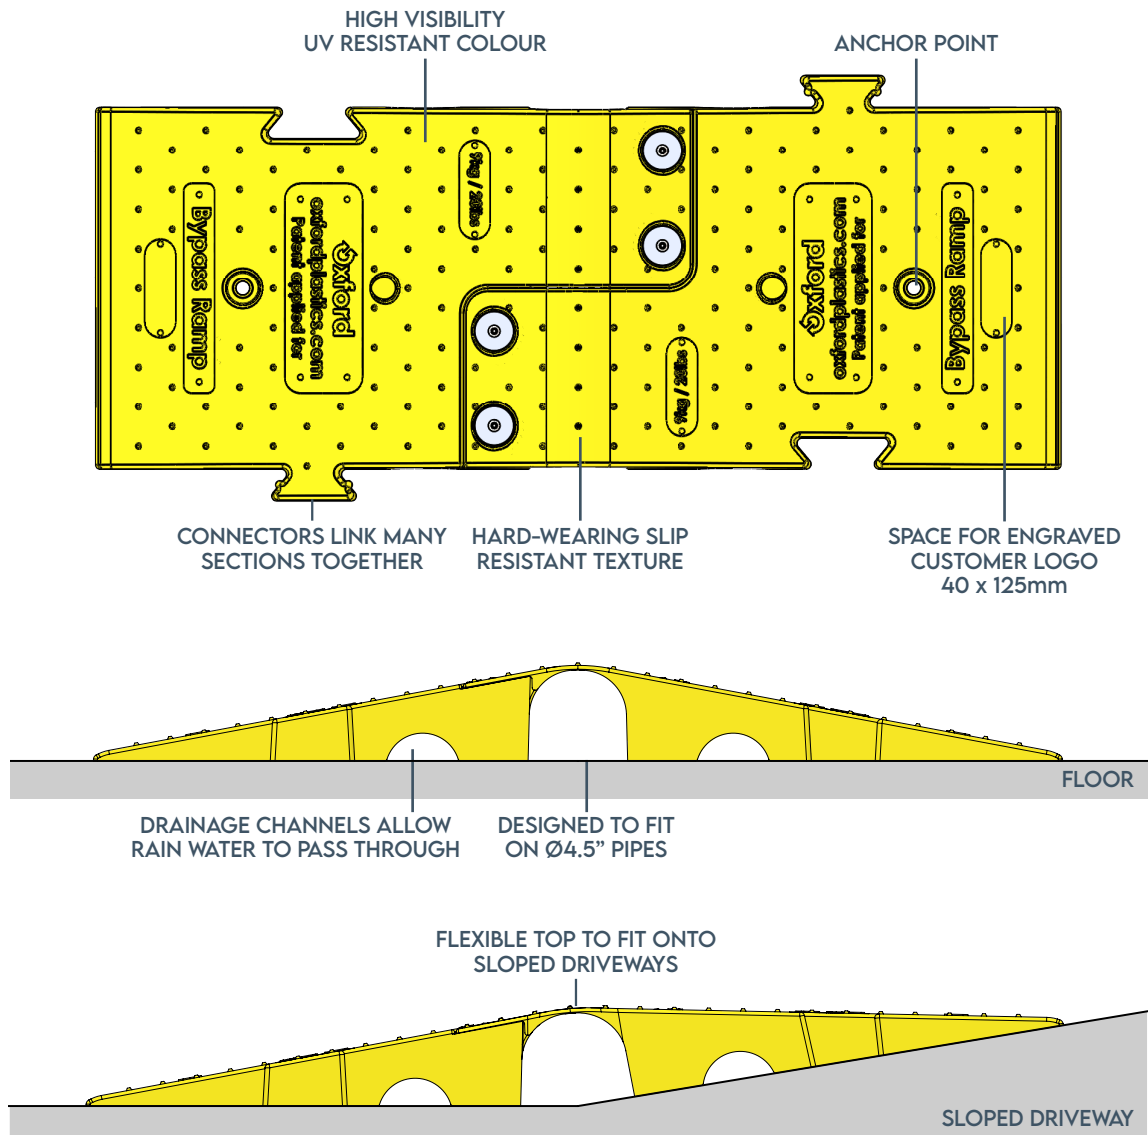 HIGH VISIBILITY
UV RESISTANT COLOUR
ANCHOR POINT
9kg / 20lbs
Bypass Ramp
Oxford
oxfordplastics.com
Patent applied for
Oxford
oxfordplastics.com
Patent applied for
Bypass Ramp
9kg / 20lbs
CONNECTORS LINK MANY
SECTIONS TOGETHER
HARD-WEARING SLIP
RESISTANT TEXTURE
SPACE FOR ENGRAVED
CUSTOMER LOGO
40 x 125mm
FLOOR
DRAINAGE CHANNELS ALLOW
RAIN WATER TO PASS THROUGH
DESIGNED TO FIT
ON Ø4.5” PIPES
FLEXIBLE TOP TO FIT ONTO
SLOPED DRIVEWAYS
SLOPED DRIVEWAY